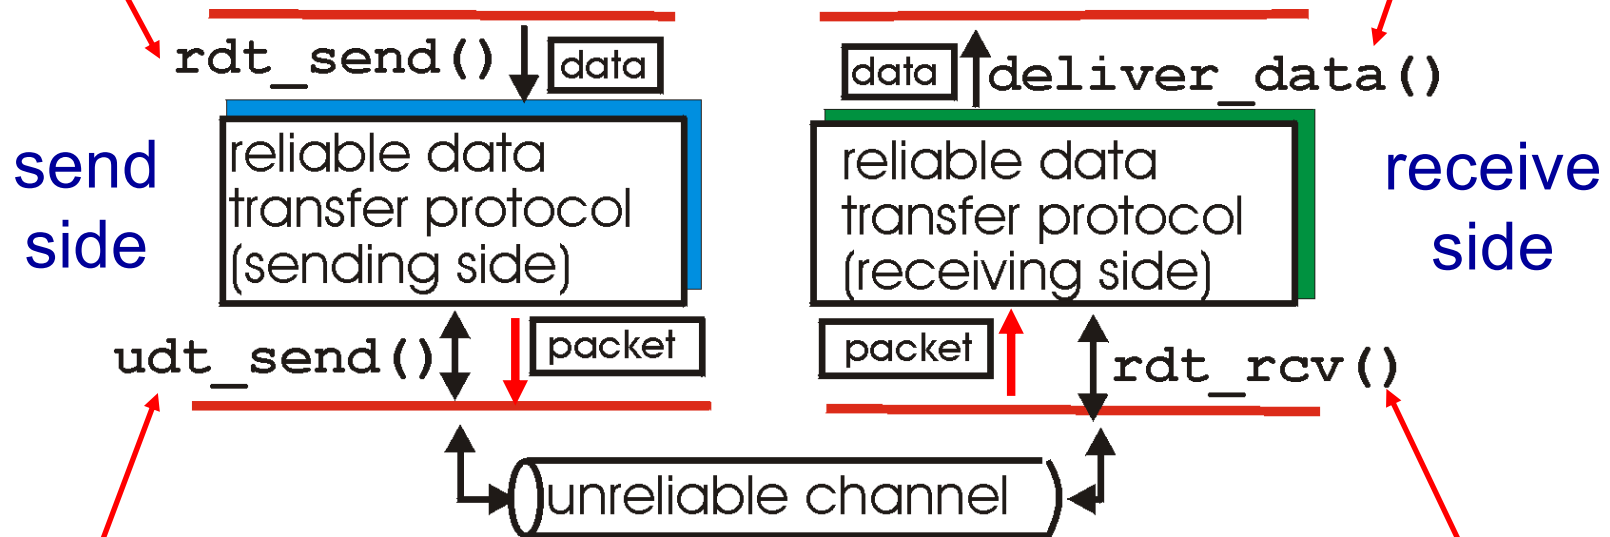 rdt_send()
data
data
deliver_data()
send
side
reliable data
transfer protocol
(sending side)
reliable data
transfer protocol
(receiving side)
receive
side
udt_send()
packet
packet
rdt_rcv()
unreliable channel